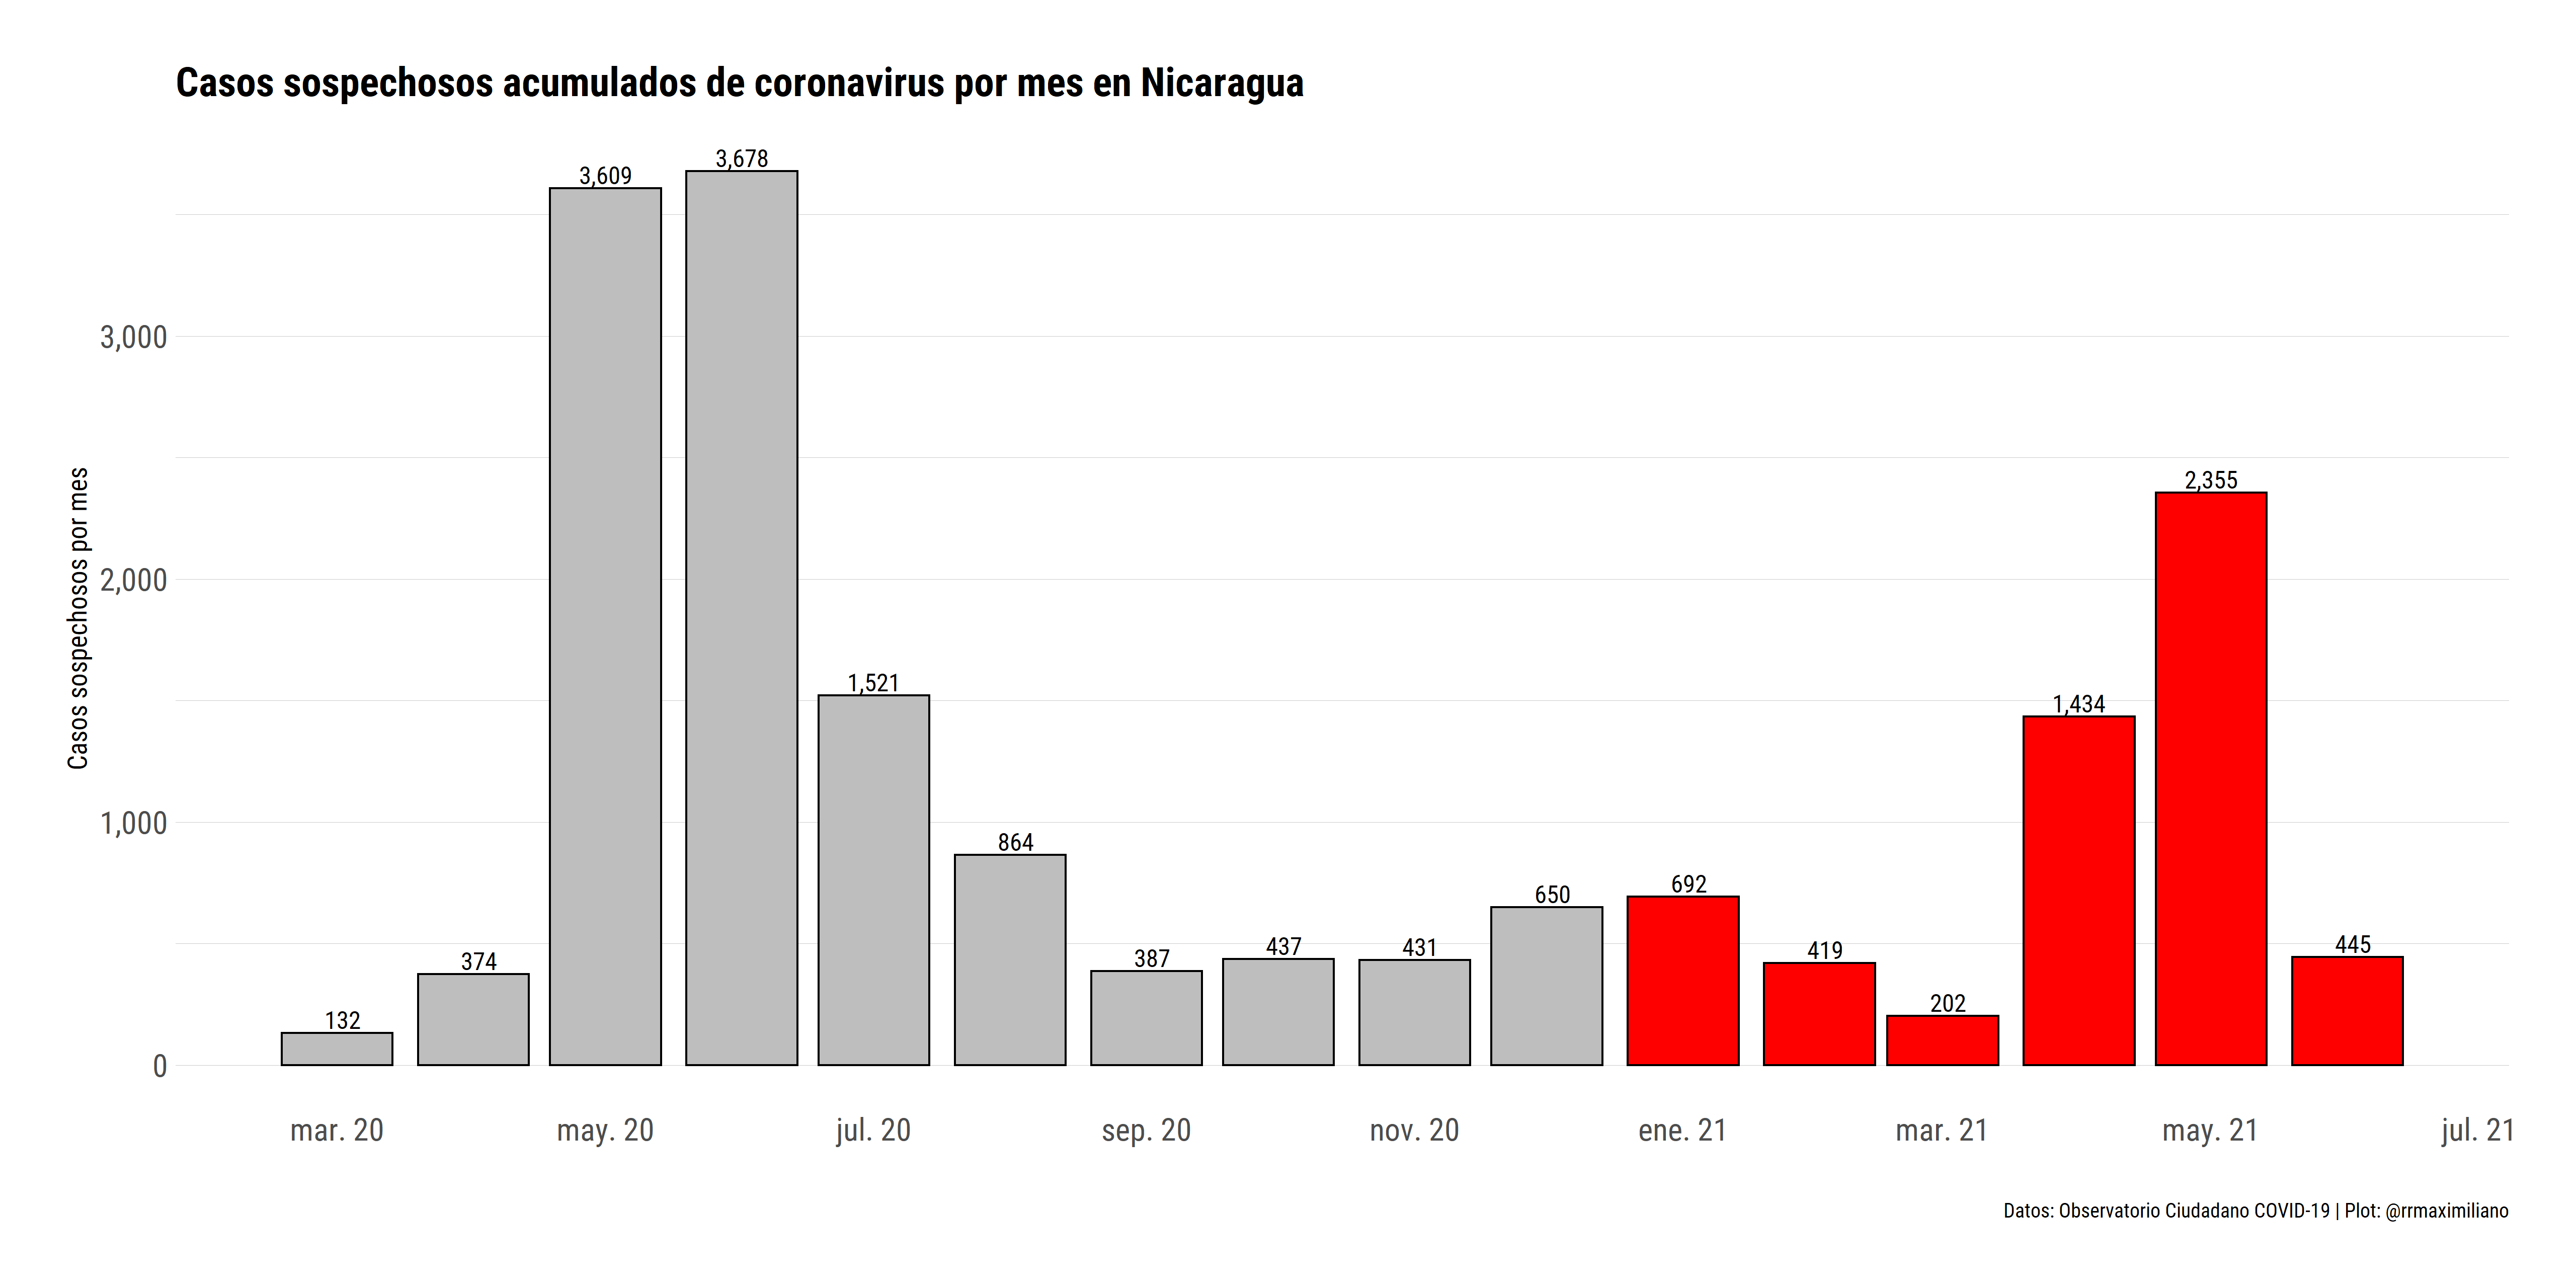 Casos sospechosos acumulados de coronavirus por mes en Nicaragua
3,609
3,678
3,000
2,355
Casos sospechosos por mes
2,000
1,521
1,434
1,000
864
650
692
374
387
437
431
419
445
132
202
0
mar. 20
may. 20
jul. 20
sep. 20
nov. 20
ene. 21
mar. 21
may. 21
jul. 21
Datos: Observatorio Ciudadano COVID-19 | Plot: @rrmaximiliano